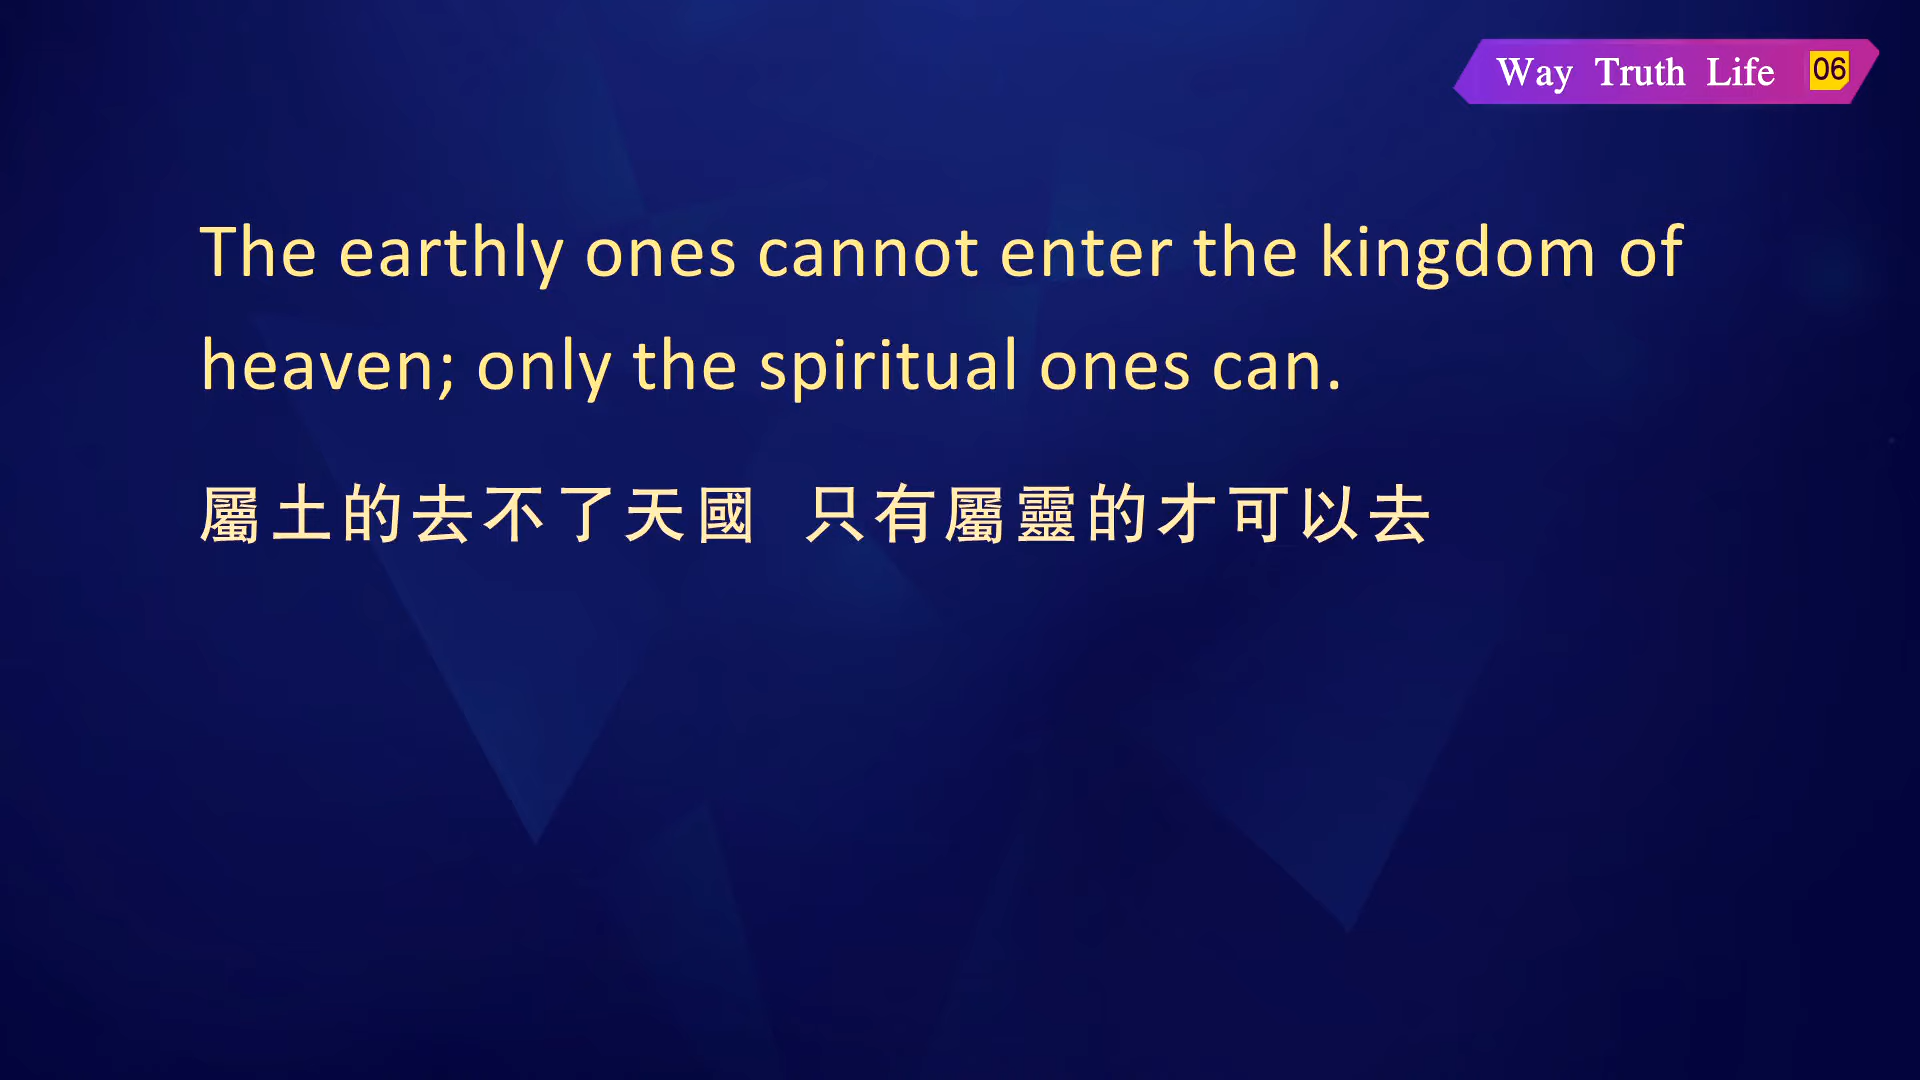 Way Truth Life 06
The earthly ones cannot enter the kingdom of
heaven; only the spiritual ones can.
屬土的去不了天國 只有屬靈的才可以去